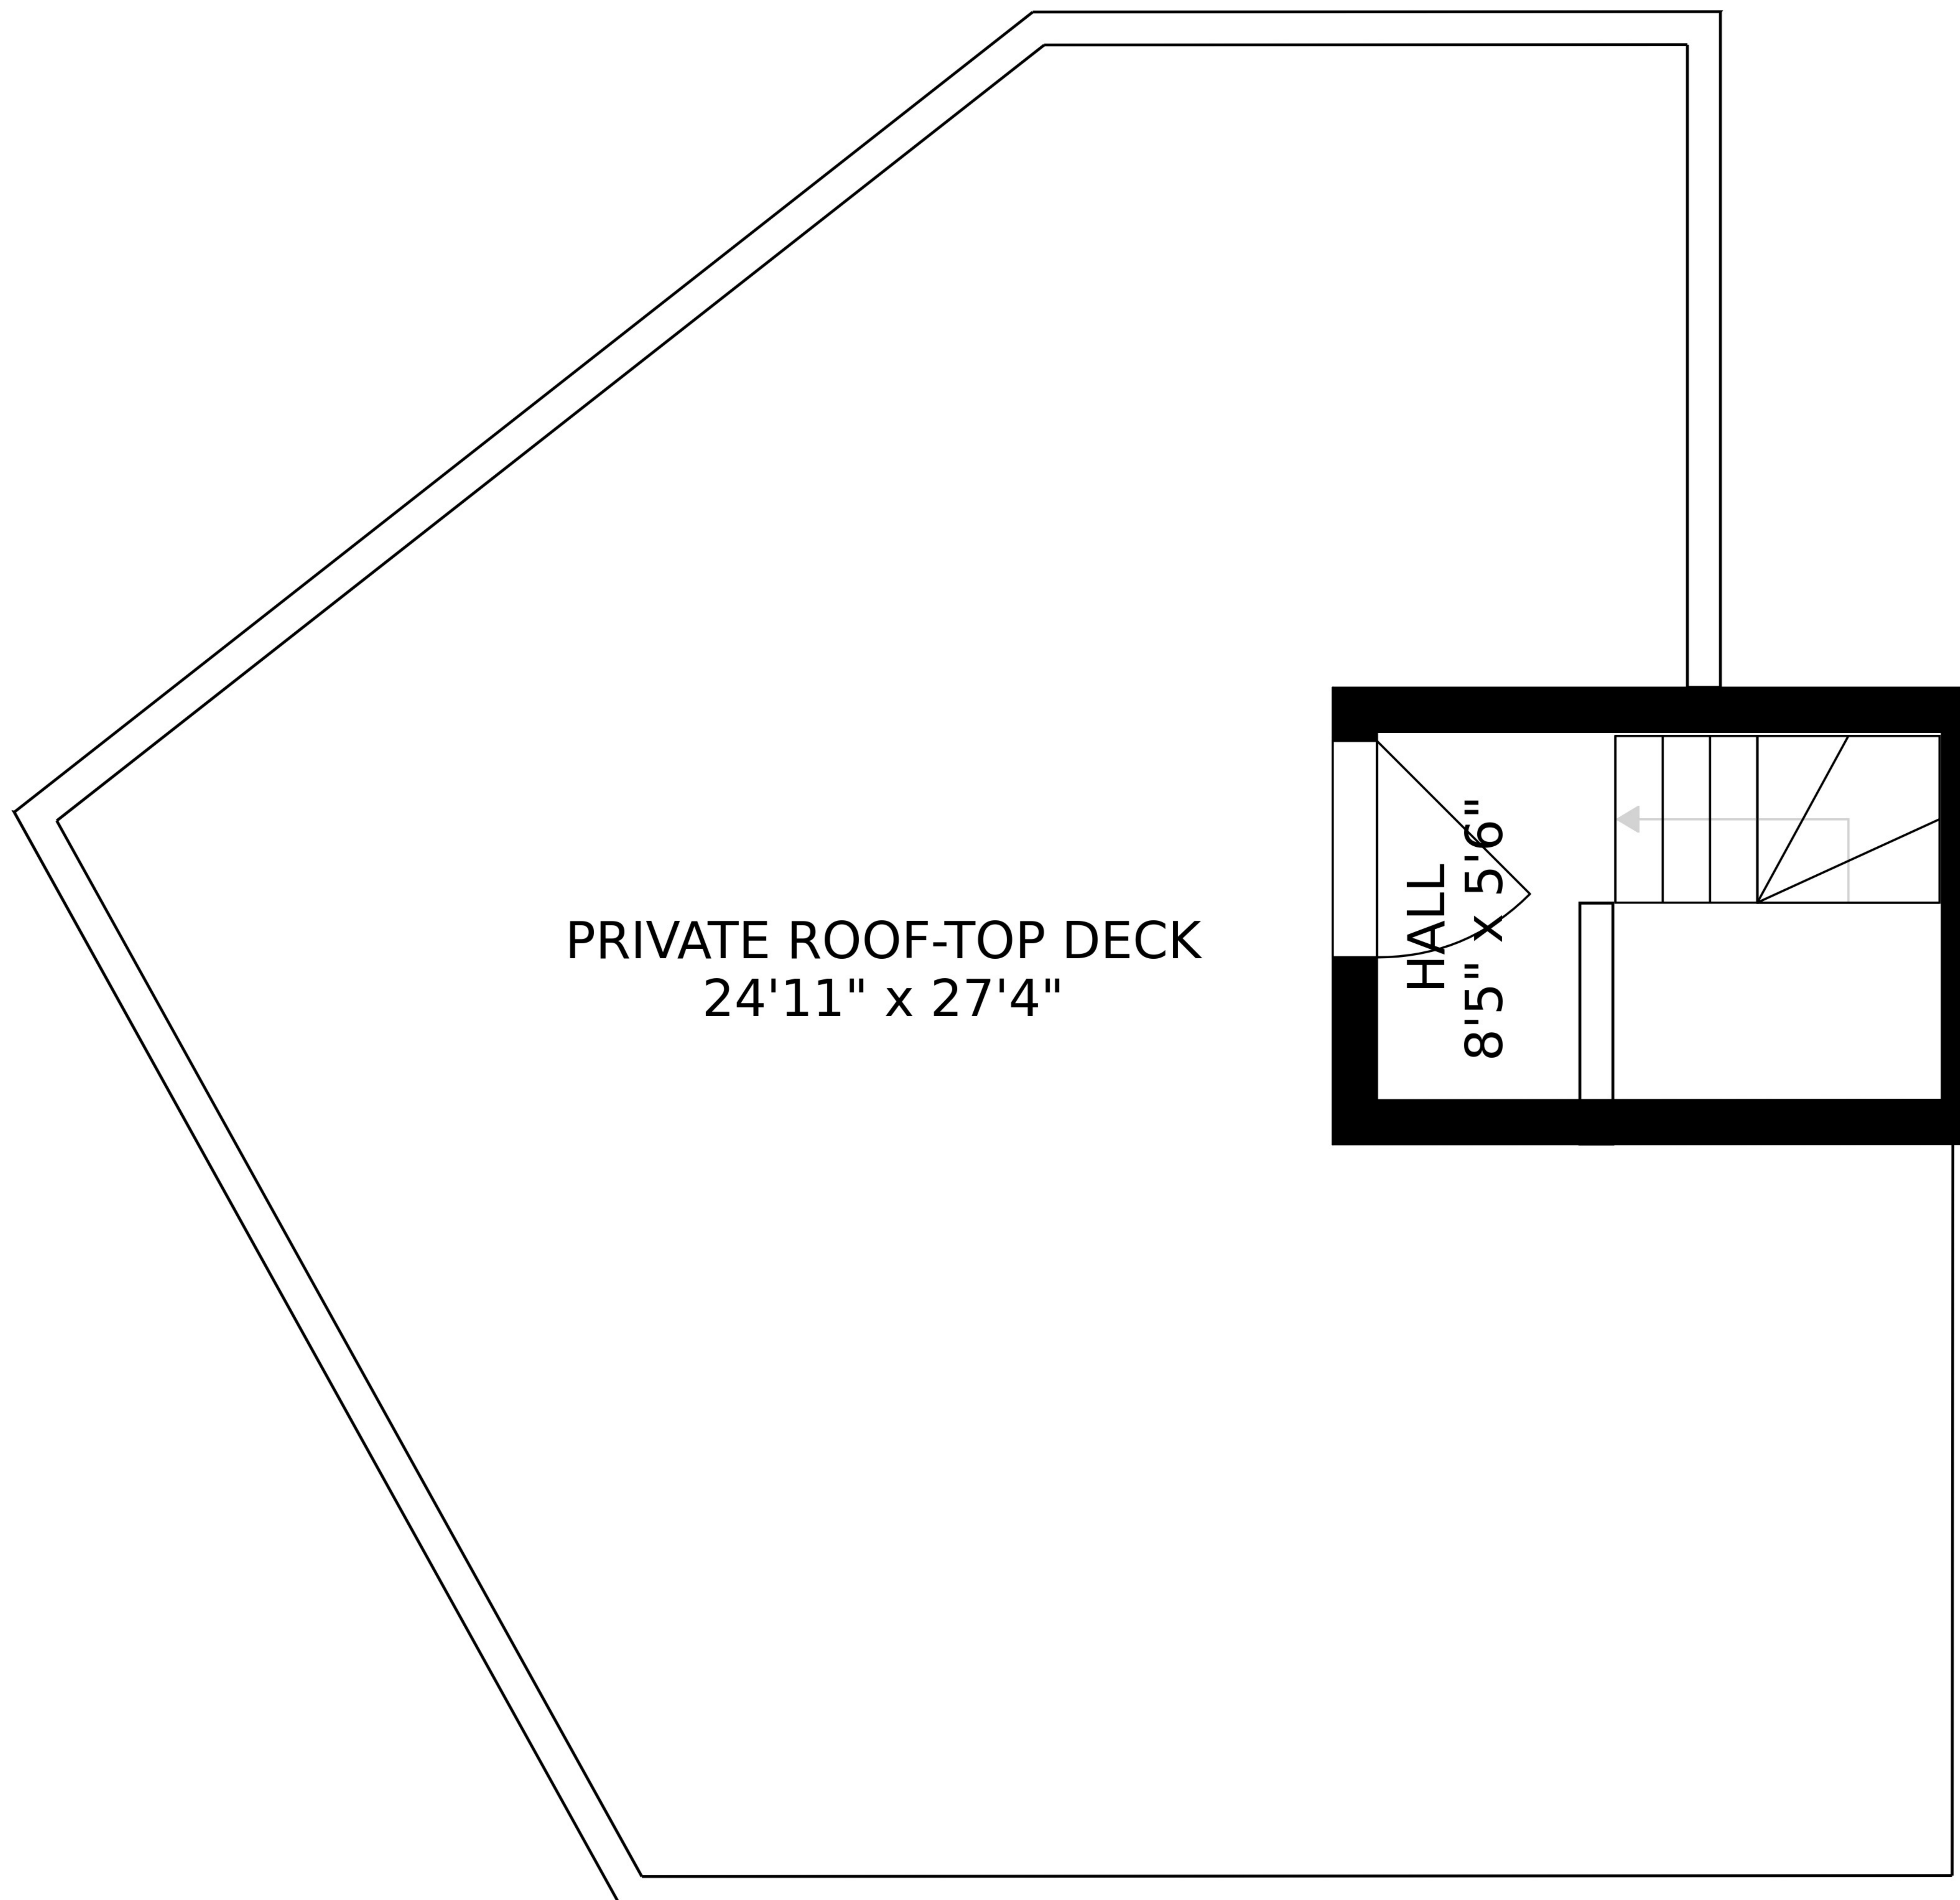 PRIVATE ROOF-TOP DECK
24'11" x 27'4"
HALL
8'5" x 5'6"